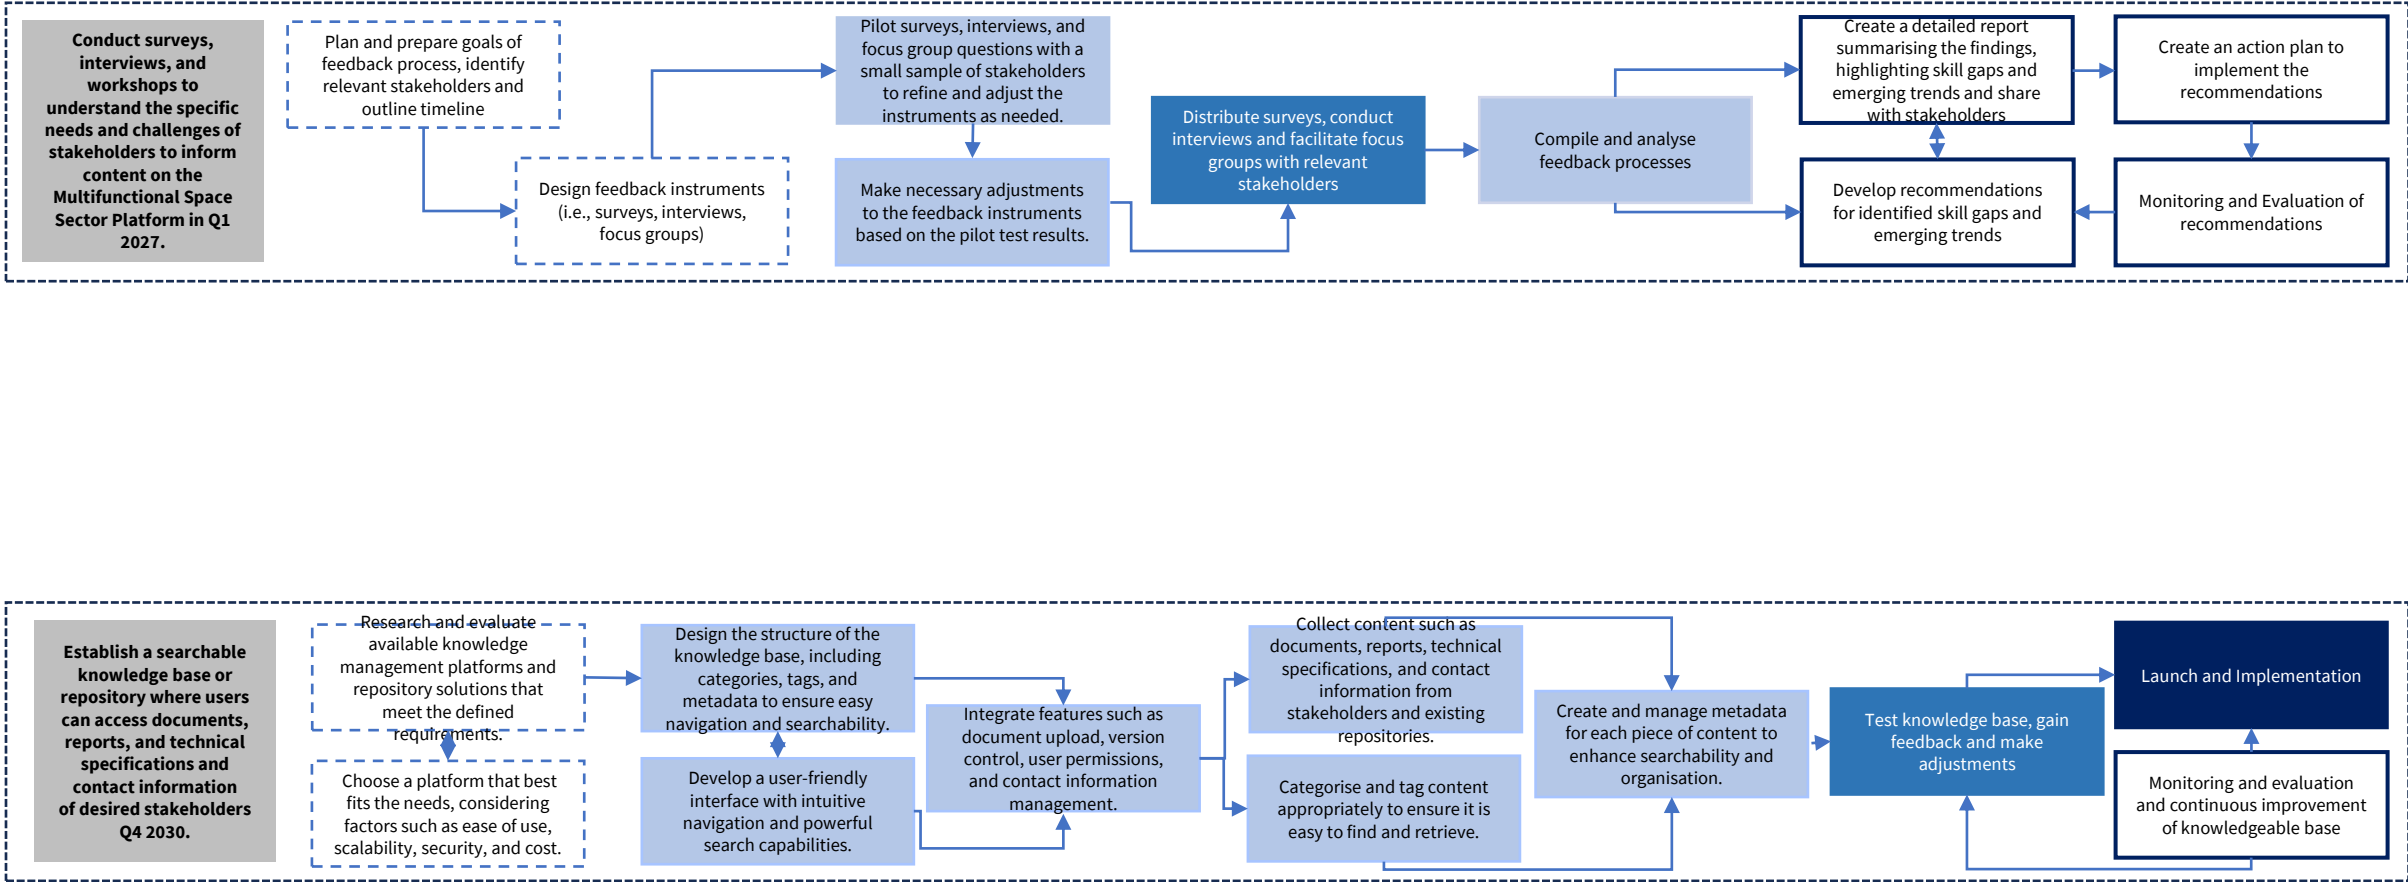 Conduct surveys,
interviews, and
workshops to
understand the specific
needs and challenges of
stakeholders to inform
content on the
Multifunctional Space
Sector Platform in Q1
2027.
Plan and prepare goals of
feedback process, identify
relevant stakeholders and
outline timeline
Design feedback instruments
(i.e., surveys, interviews,
focus groups)
Pilot surveys, interviews, and
focus group questions with a
small sample of stakeholders
to refine and adjust the
instruments as needed.
Make necessary adjustments
to the feedback instruments
based on the pilot test results.
Distribute surveys, conduct
interviews and facilitate focus
groups with relevant
stakeholders
Compile and analyse
feedback processes
Create a detailed report
summarising the findings,
highlighting skill gaps and
emerging trends and share
with stakeholders
Develop recommendations
for identified skill gaps and
emerging trends
Create an action plan to
implement the
recommendations
Monitoring and Evaluation of
recommendations
Establish a searchable
knowledge base or
repository where users
can access documents,
reports, and technical
specifications and
contact information
of desired stakeholders
Q4 2030.
Research and evaluate
available knowledge
management platforms and
repository solutions that
meet the defined
requirements.
Choose a platform that best
fits the needs, considering
factors such as ease of use,
scalability, security, and cost.
Design the structure of the
knowledge base, including
categories, tags, and
metadata to ensure easy
navigation and searchability.
Develop a user-friendly
interface with intuitive
navigation and powerful
search capabilities.
Integrate features such as
document upload, version
control, user permissions,
and contact information
management.
Collect content such as
documents, reports, technical
specifications, and contact
information from
stakeholders and existing
repositories.
Categorise and tag content
appropriately to ensure it is
easy to find and retrieve.
Create and manage metadata
for each piece of content to
enhance searchability and
organisation.
Test knowledge base, gain
feedback and make
adjustments
Launch and Implementation
Monitoring and evaluation
and continuous improvement
of knowledgeable base